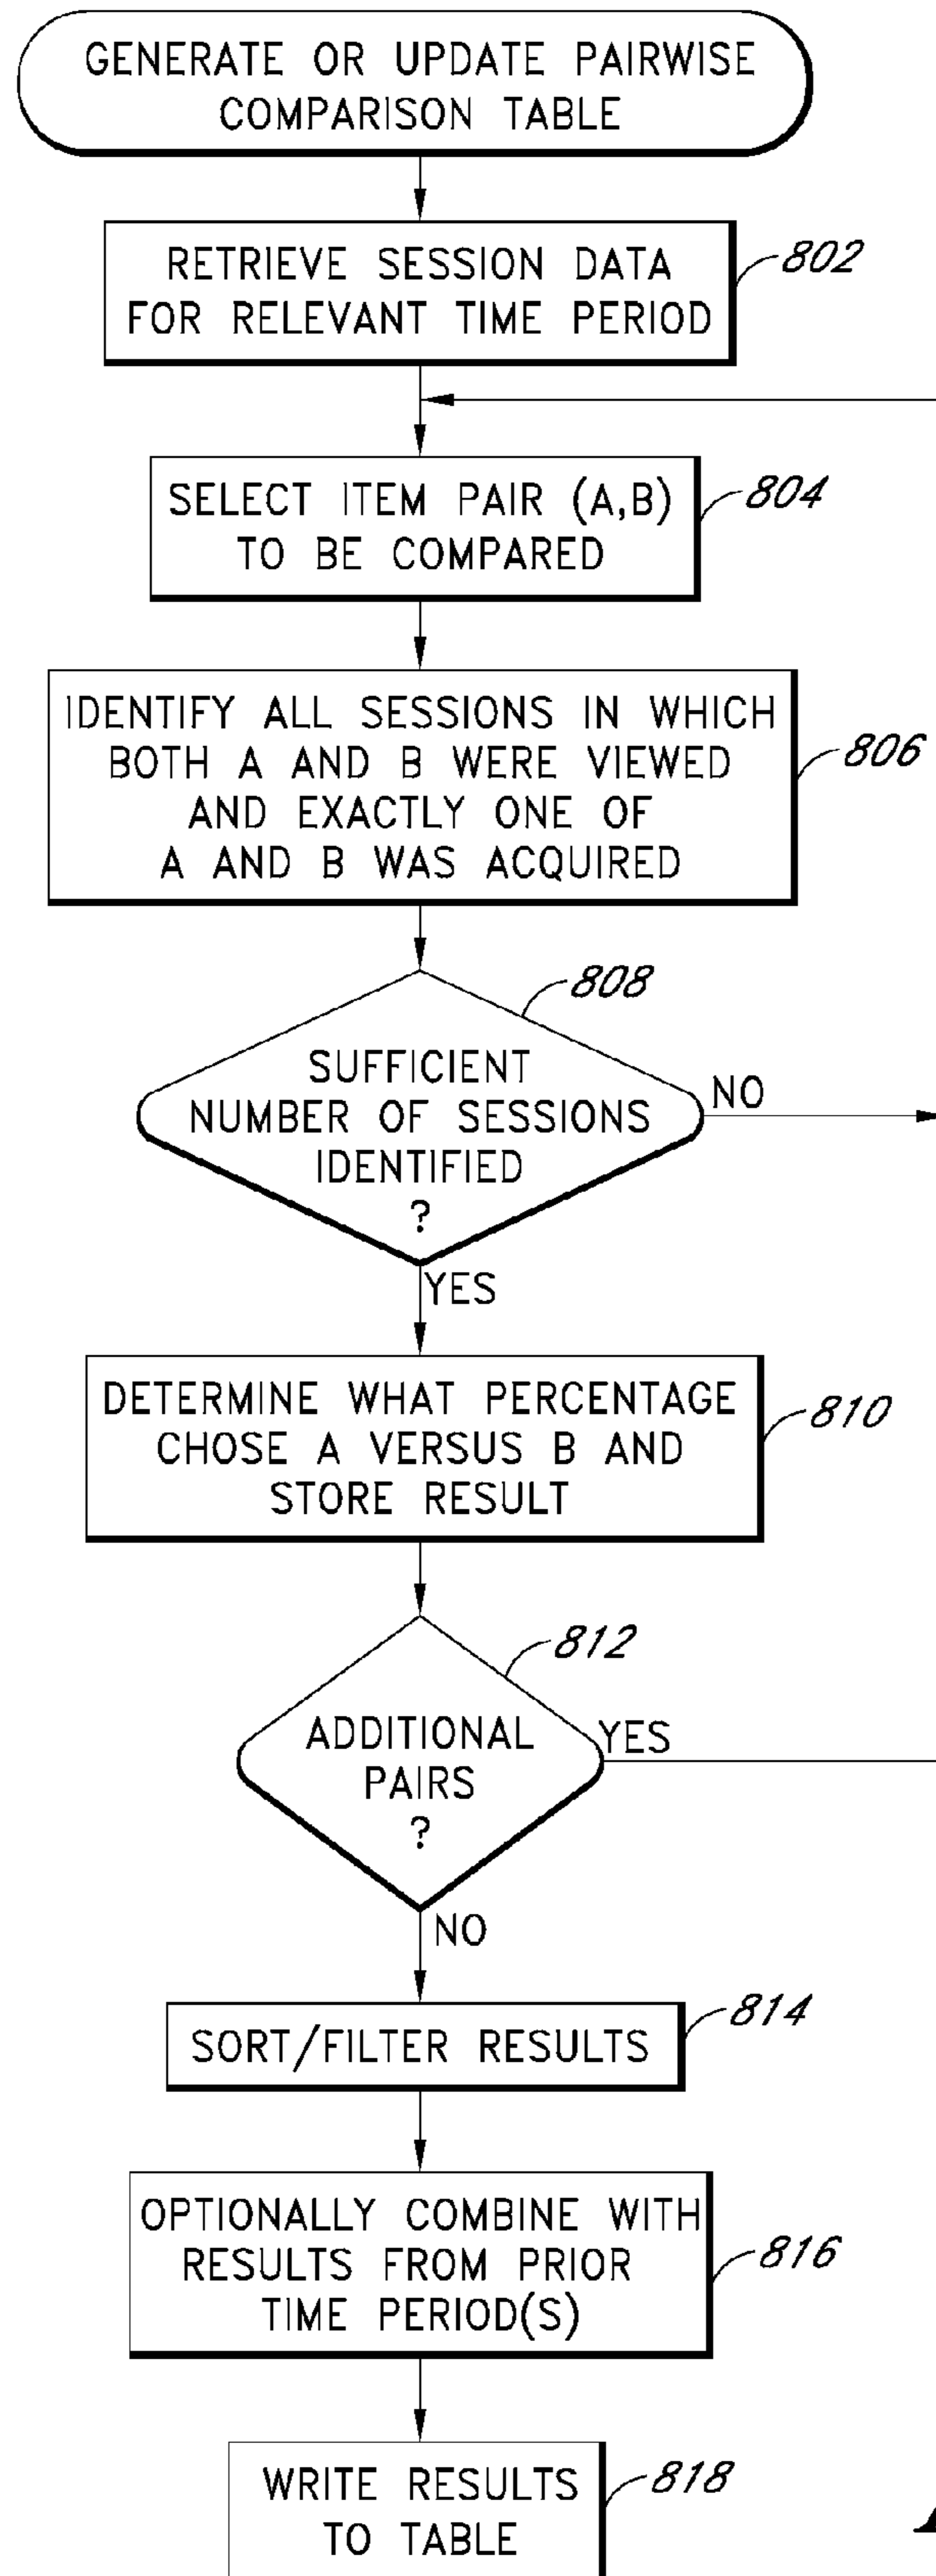 GENERATE OR UPDATE PAIRWISE
COMPARISON TABLE
RETRIEVE SESSION DATA
FOR RELEVANT TIME PERIOD
802
SELECT ITEM PAIR (A,B)
TO BE COMPARED
804
IDENTIFY ALL SESSIONS IN WHICH
BOTH A AND B WERE VIEWED
AND EXACTLY ONE OF
A AND B WAS ACQUIRED
806
808
SUFFICIENT
NUMBER OF SESSIONS
IDENTIFIED
?
NO
YES
DETERMINE WHAT PERCENTAGE
CHOSE A VERSUS B AND
STORE RESULT
810
812
ADDITIONAL
PAIRS
?
YES
NO
SORT/FILTER RESULTS
814
OPTIONALLY COMBINE WITH
RESULTS FROM PRIOR
TIME PERIOD(S)
816
WRITE RESULTS
TO TABLE
818